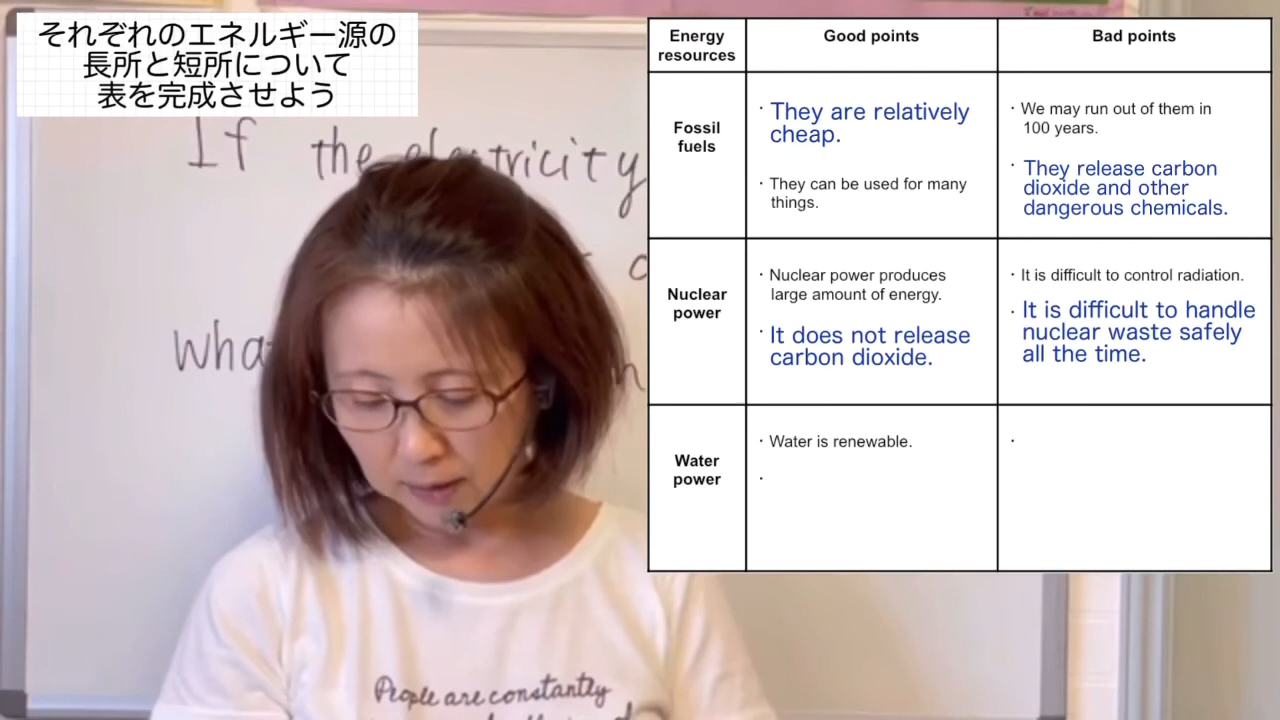 それぞれのエネルギー源の
長所と短所について
表を完成させよう
If the electricity
wha
People are constantly
Energy resources
Good points
Bad points
Fossil fuels
· They are relatively
cheap.
· They can be used for many
things.
· We may run out of them in
100 years.
· They release carbon
dioxide and other
dangerous chemicals.
Nuclear power
· Nuclear power produces
large amount of energy.
· It does not release
carbon dioxide.
· It is difficult to control radiation.
· It is difficult to handle
nuclear waste safely
all the time.
Water power
· Water is renewable.
·
·